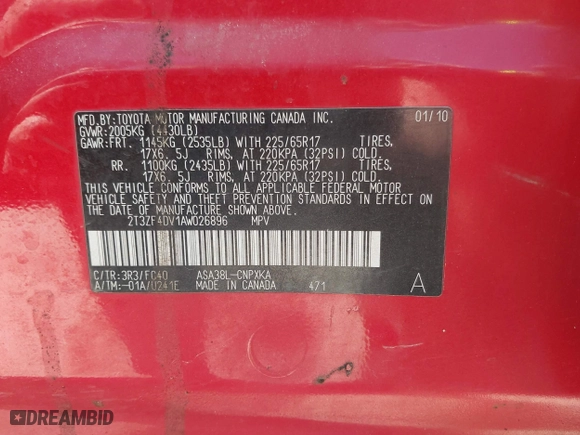 MFD.BY:TOYOTA MOTOR MANUFACTURING CANADA INC. 01/10
GVWR:2005KG (4430LB)
GAWR:FRT. 1145KG (2535LB) WITH 225/65R17 TIRES,
17X6.5J RIMS, AT 220KPA (32PSI) COLD.
RR. 1100KG (2435LB) WITH 225/65R17 TIRES,
17X6.5J RIMS, AT 220KPA (32PSI) COLD.
THIS VEHICLE CONFORMS TO ALL APPLICABLE FEDERAL MOTOR
VEHICLE SAFETY AND THEFT PREVENTION STANDARDS IN EFFECT ON
THE DATE OF MANUFACTURE SHOWN ABOVE.
2T3ZF4DV1AW026896 MPV
C/TR:3R3/FC40 ASA38L-CNPXKA
A/TM:-01A/U241E MADE IN CANADA 471 A
DREAMBID